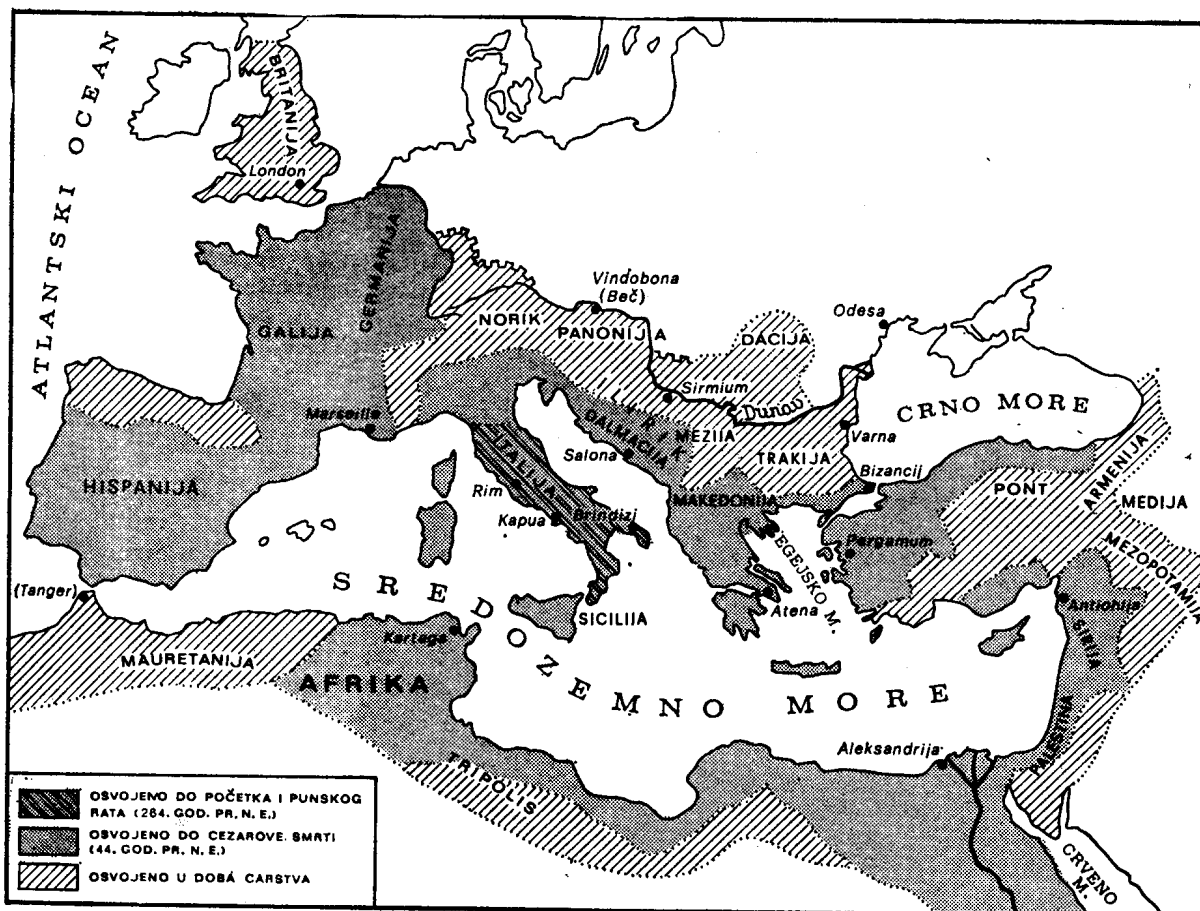 ATLANTSKI OCEAN
BRITANIJA
London
GERMANIJA
GALIJA
Vindobona
(Beč)
NORIK
PANONIJA
DACIJA
Odesa
Sirmium
Dunav
CRNO MORE
Marseille
ILIRIK
DALMACIJA
MEZIJA
Varna
TRAKIJA
Salona
Bizancij
ARMENIJA
ITALIJA
HISPANIJA
Rim
MAKEDONIJA
PONT
MEDIJA
Kapua
Brindizi
EGEJSKO M.
Pergamum
MEZOPOTAMIJA
(Tanger)
SREDOZEMNO MORE
SICILIJA
Atena
Antiohija
SIRIJA
Kartaga
MAURETANIJA
AFRIKA
PALESTINA
Aleksandrija
TRIPOLIS
CRVENO
M.
OSVOJENO DO POČETKA I PUNSKOG
RATA (264. GOD. PR. N. E.)
OSVOJENO DO CEZAROVE SMRTI
(44. GOD. PR. N. E.)
OSVOJENO U DOBÁ CARSTVA